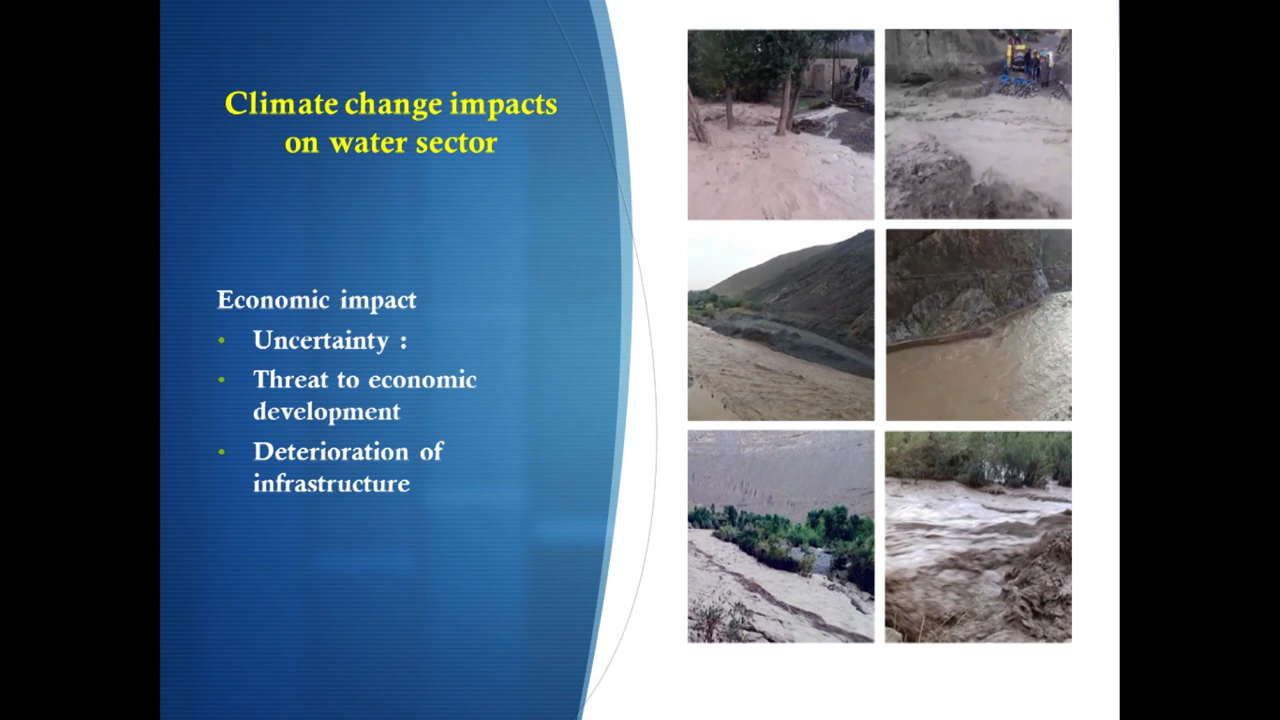 Climate change impacts
on water sector
Economic impact
• Uncertainty :
• Threat to economic
development
• Deterioration of
infrastructure